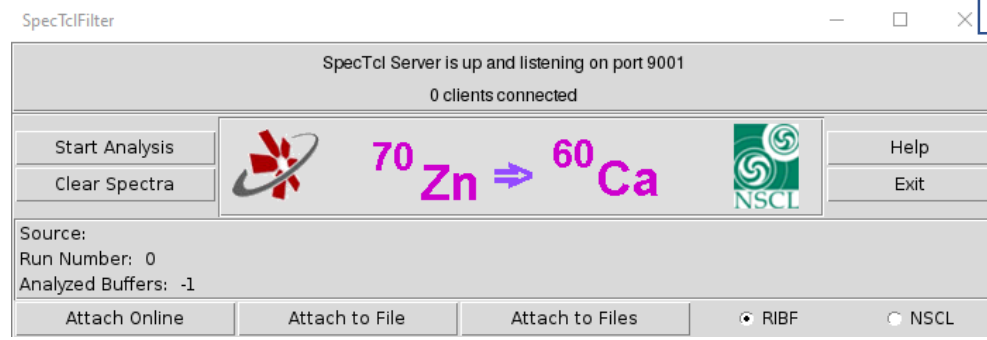 SpecTclFilter
SpecTcl Server is up and listening on port 9001
0 clients connected
Start Analysis
Clear Spectra
70Zn ⇒ 60Ca
NSCL
Help
Exit
Source:
Run Number: 0
Analyzed Buffers: -1
Attach Online Attach to File Attach to Files RIBF NSCL